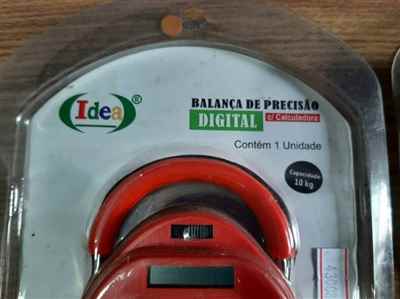 Idea ®
BALANÇA DE PRECISÃO
DIGITAL c/ Calculadora
Contém 1 Unidade
Capacidade
10 kg